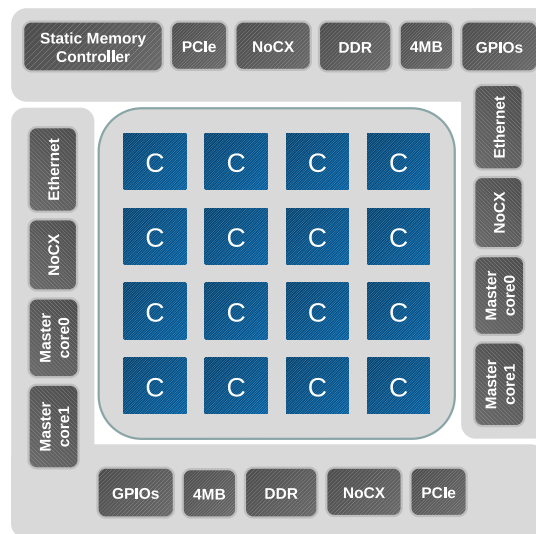 Static Memory
Controller
PCIe
NoCX
DDR
4MB
GPIOs
Ethernet
NoCX
Master
core0
Master
core1
C C C C
C C C C
C C C C
C C C C
Ethernet
NoCX
Master
core0
Master
core1
GPIOs
4MB
DDR
NoCX
PCIe